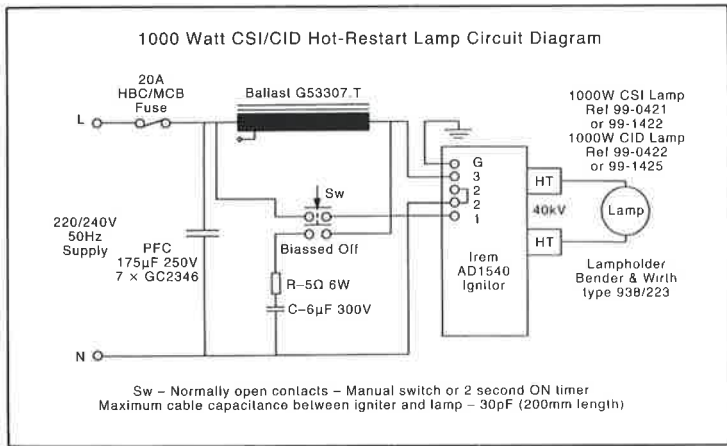 1000 Watt CSI/CID Hot-Restart Lamp Circuit Diagram
20A
HBC/MCB
Fuse
Ballast G53307.T
L
1000W CSI Lamp
Ref 99-0421
or 99-1422
1000W CID Lamp
Ref 99-0422
or 99-1425
G
3
2
2
1
HT
40kV
HT
Lamp
Sw
Biassed Off
220/240V
50Hz
Supply
PFC
175µF 250V
7 × GC2346
R–5Ω 6W
C–6µF 300V
Irem
AD1540
Ignitor
Lampholder
Bender & Wirth
type 938/223
N
Sw – Normally open contacts – Manual switch or 2 second ON timer
Maximum cable capacitance between igniter and lamp – 30pF (200mm length)